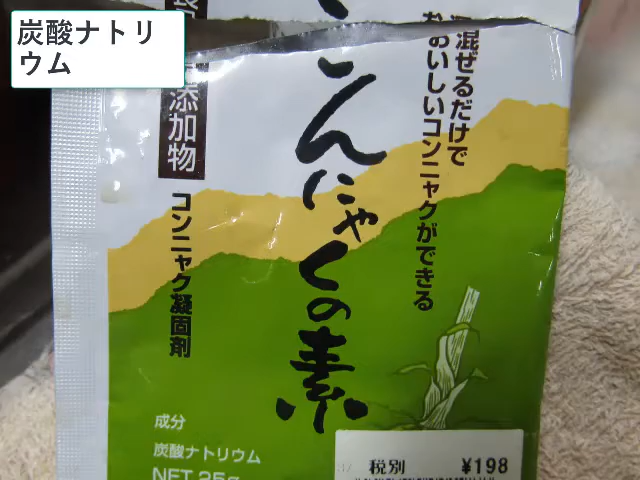 炭酸ナトリ
ウム
添加物
コンニャク凝固剤
こんにゃくの素
混ぜるだけで
おいしいコンニャクができる
成分
炭酸ナトリウム
NET 25g
税別 ¥198